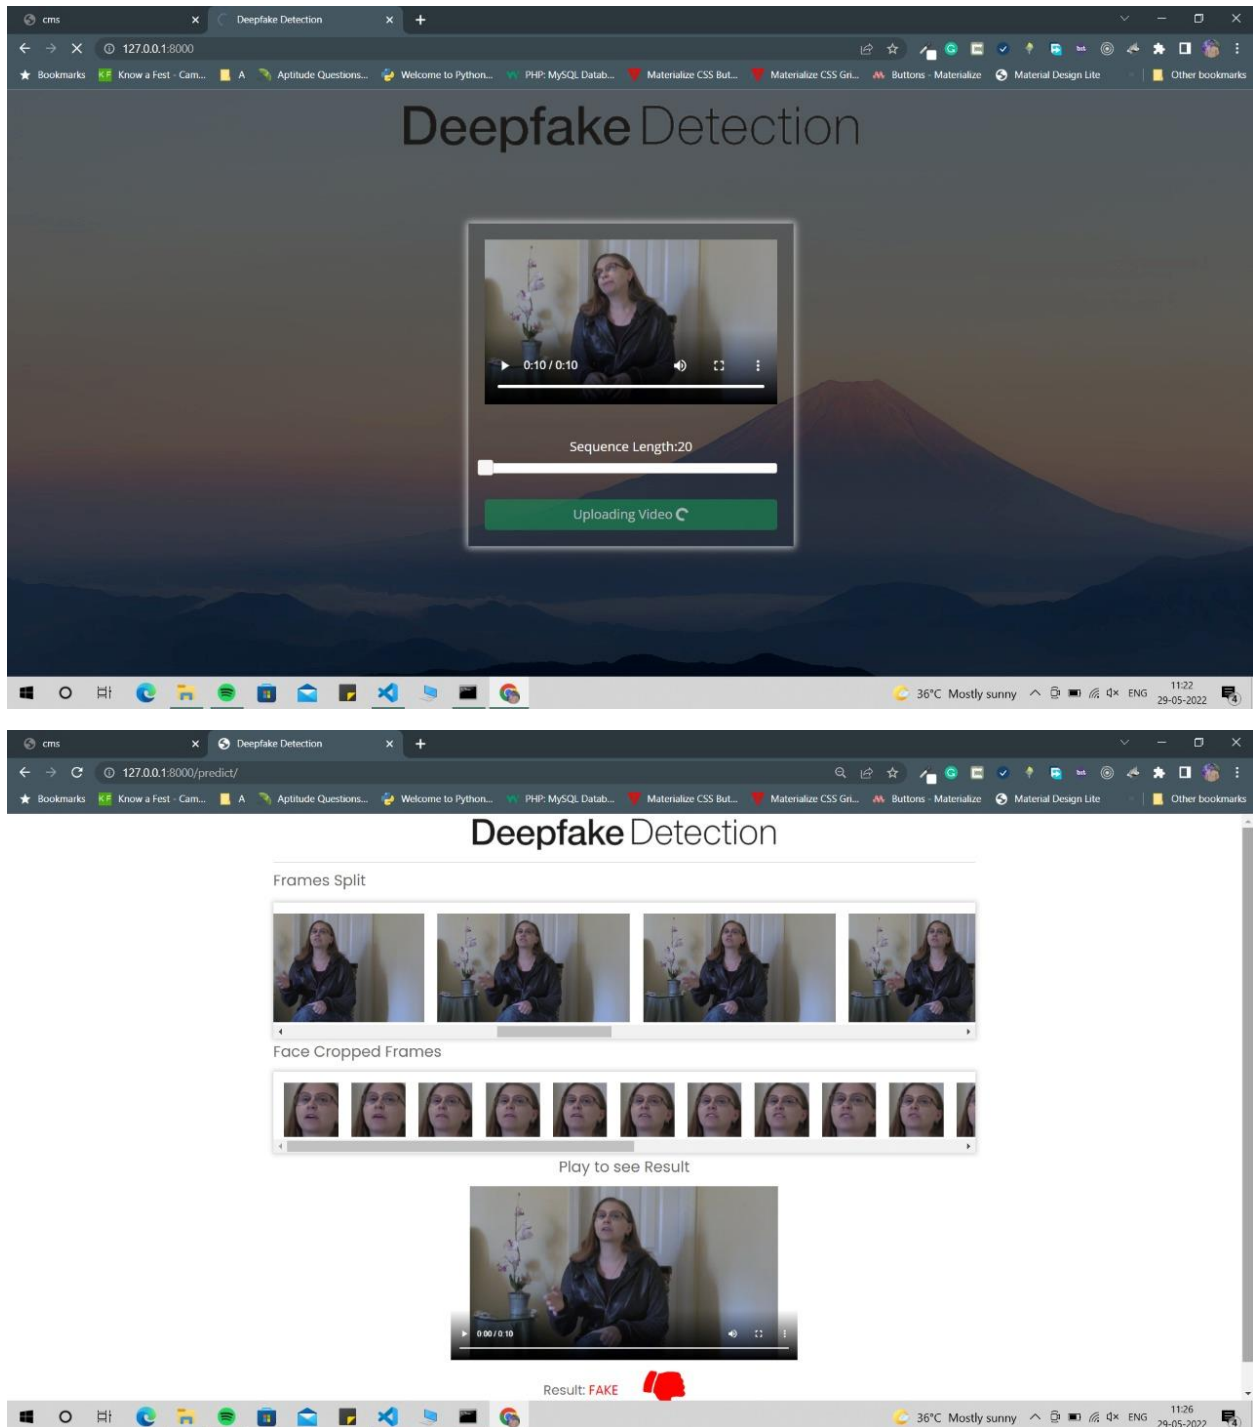 cms
Deepfake Detection
127.0.0.1:8000
Bookmarks Know a Fest - Cam... A Aptitude Questions... Welcome to Python... PHP: MySQL Datab... Materialize CSS But... Materialize CSS Gri... Buttons - Materialize Material Design Lite Other bookmarks
Deepfake Detection
0:10 / 0:10
Sequence Length:20
Uploading Video
36°C Mostly sunny ENG 11:22
29-05-2022
cms
Deepfake Detection
127.0.0.1:8000/predict/
Bookmarks Know a Fest - Cam... A Aptitude Questions... Welcome to Python... PHP: MySQL Datab... Materialize CSS But... Materialize CSS Gri... Buttons - Materialize Material Design Lite Other bookmarks
Deepfake Detection
Frames Split
Face Cropped Frames
Play to see Result
0:00 / 0:10
Result: FAKE
36°C Mostly sunny ENG 11:26
29-05-2022